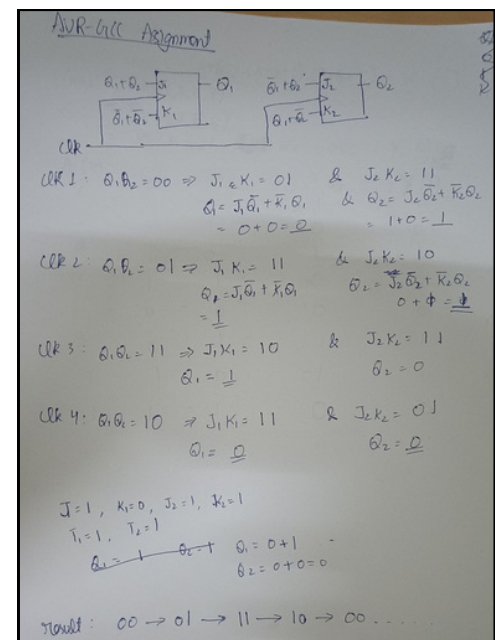 AVR-GCC Assignment
Q₁+Q₂ J₁ Q₁ Q̄₁+Q₂ J₂ Q₂
Q̄₁+Q̄₂ K₁ Q₁+Q̄ K₂
Clk
Clk 1: Q₁Q₂ = 00 ⇒ J₁ & K₁ = 01 & J₂K₂ = 11
Q₁ = J₁Q̄₁ + K̄₁Q₁ & Q₂ = J₂Q̄₂ + K̄₂Q₂
= 0+0 = 0 = 1+0 = 1
Clk 2: Q₁Q₂ = 01 ⇒ J₁K₁ = 11 & J₂K₂ = 10
Q₁ = J₁Q̄₁ + K̄₁Q₁ Q₂ = J₂Q̄₂ + K̄₂Q₂
= 1 0 +
Clk 3: Q₁Q₂ = 11 ⇒ J₁K₁ = 10 & J₂K₂ = 11
Q₁ = 1 Q₂ = 0
Clk 4: Q₁Q₂ = 10 ⇒ J₁K₁ = 11 & J₂K₂ = 01
Q₁ = 0 Q₂ = 0
J=1, K₁=0, J₂=1, K₂=1
T₁=1, T₂=1
Q₁ = 1 Q₂ = 1 Q₁ = 0+1
Q₂ = 0+0=0
result: 00 → 01 → 11 → 10 → 00 ......